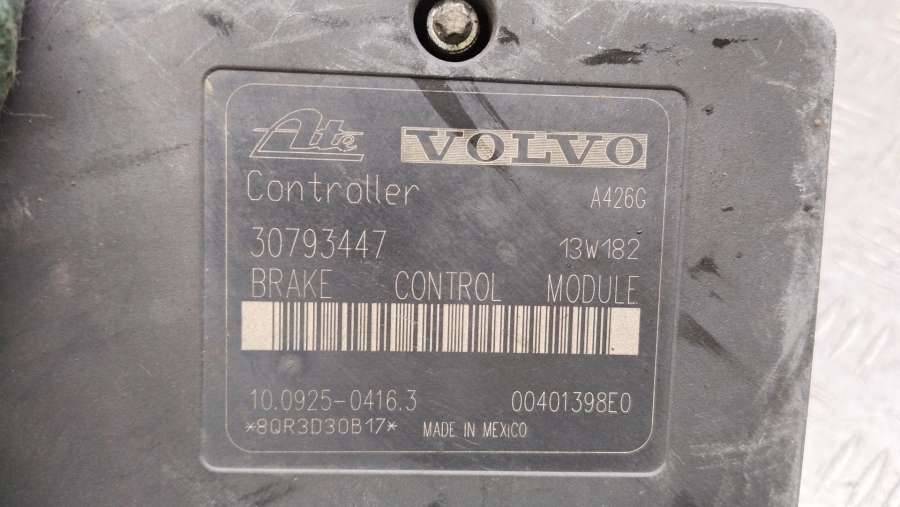 Ate VOLVO
Controller A426G
30793447 13W182
BRAKE CONTROL MODULE
10.0925-0416.3 00401398E0
*8QR3D30B17* MADE IN MEXICO